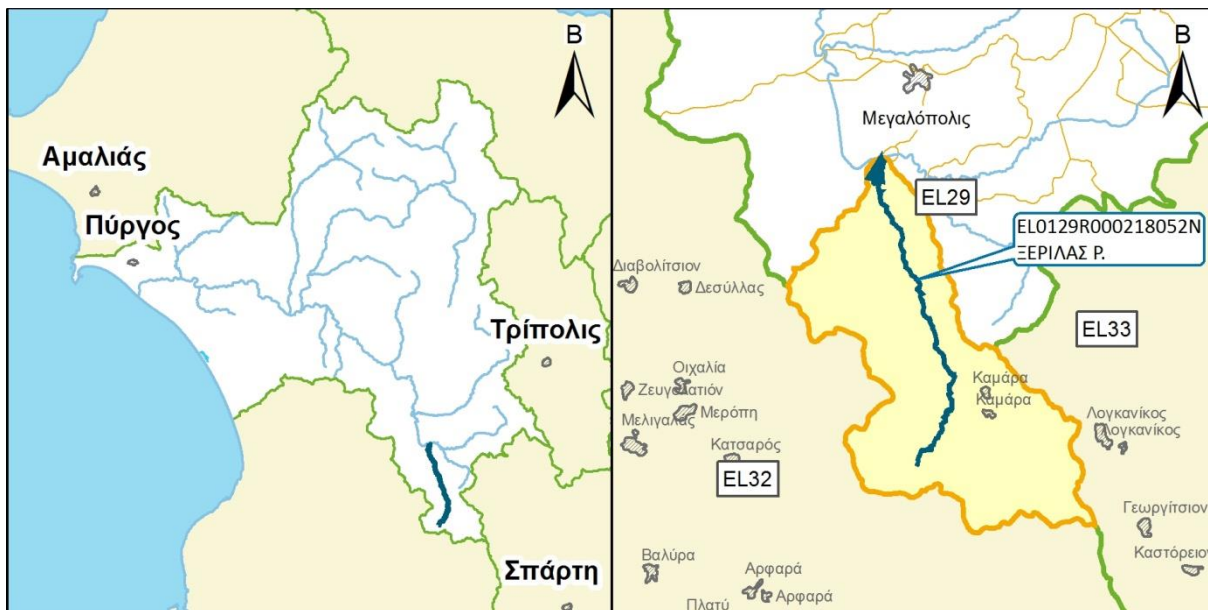 Β
Αμαλιάς
Πύργος
Τρίπολις
Σπάρτη
Β
Μεγαλόπολις
EL29
EL0129R000218052N
ΞΕΡΙΛΑΣ Ρ.
Διαβολίτσιον
Δεσύλλας
EL33
Οιχαλία
Ζευγολατιόν
Μερόπη
Μελιγαλάς
Καμάρα
Καμάρα
Λογκανίκος
Λογκανίκος
Κατσαρός
EL32
Γεωργίτσιον
Καστόρειον
Βαλύρα
Αρφαρά
Αρφαρά
Πλατύ